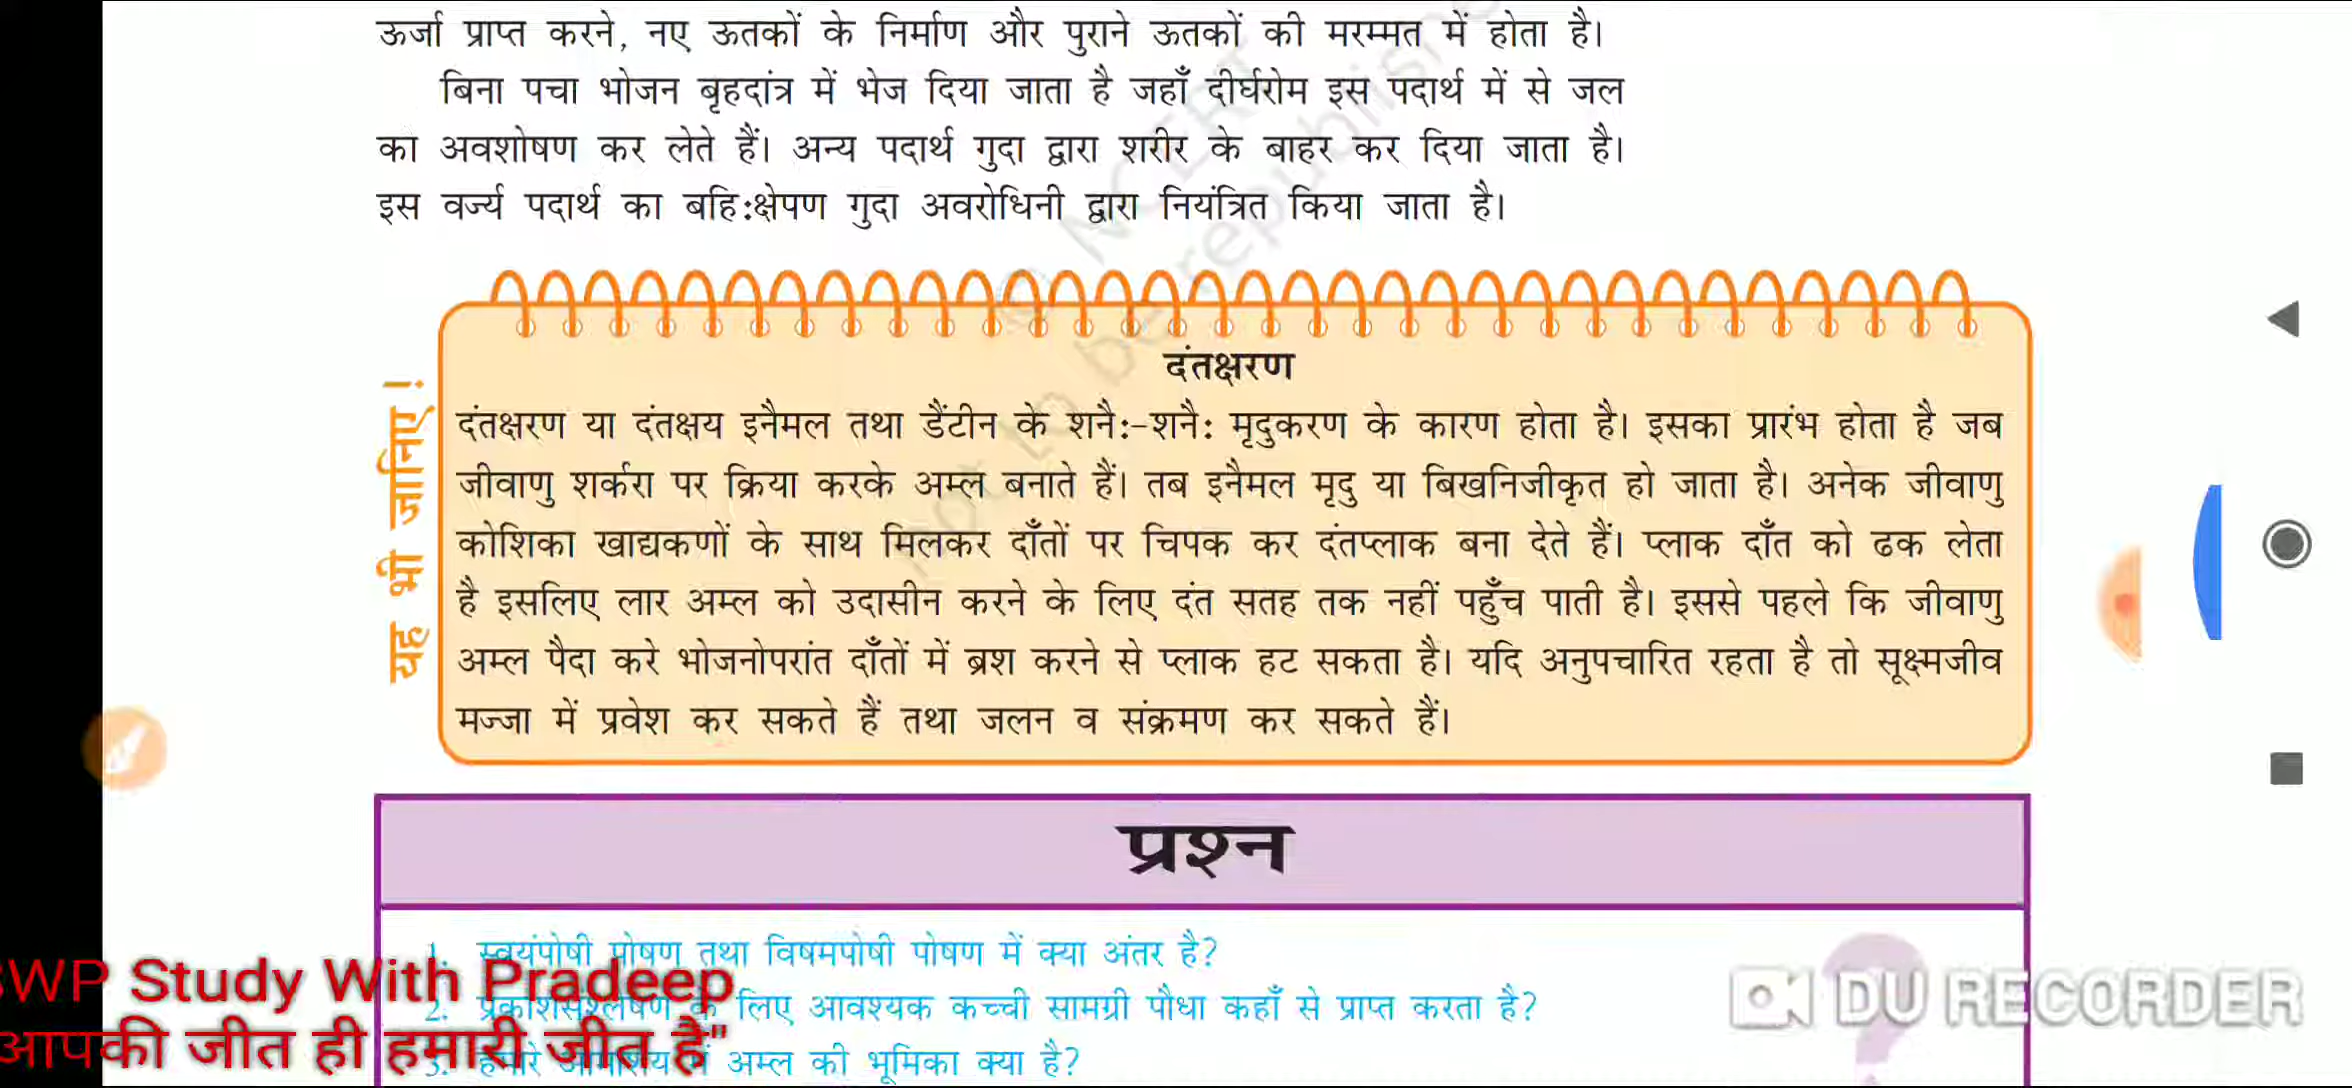 ऊर्जा प्राप्त करने, नए ऊतकों के निर्माण और पुराने ऊतकों की मरम्मत में होता है।
बिना पचा भोजन बृहदांत्र में भेज दिया जाता है जहाँ दीर्घरोम इस पदार्थ में से जल
का अवशोषण कर लेते हैं। अन्य पदार्थ गुदा द्वारा शरीर के बाहर कर दिया जाता है।
इस वर्ज्य पदार्थ का बहि:क्षेपण गुदा अवरोधिनी द्वारा नियंत्रित किया जाता है।
© NCERT
not to be republishe
यह भी जानिए!
दंतक्षरण
दंतक्षरण या दंतक्षय इनैमल तथा डैंटीन के शनै:-शनै: मृदुकरण के कारण होता है। इसका प्रारंभ होता है जब
जीवाणु शर्करा पर क्रिया करके अम्ल बनाते हैं। तब इनैमल मृदु या बिखनिजीकृत हो जाता है। अनेक जीवाणु
कोशिका खाद्यकणों के साथ मिलकर दाँतों पर चिपक कर दंतप्लाक बना देते हैं। प्लाक दाँत को ढक लेता
है इसलिए लार अम्ल को उदासीन करने के लिए दंत सतह तक नहीं पहुँच पाती है। इससे पहले कि जीवाणु
अम्ल पैदा करे भोजनोपरांत दाँतों में ब्रश करने से प्लाक हट सकता है। यदि अनुपचारित रहता है तो सूक्ष्मजीव
मज्जा में प्रवेश कर सकते हैं तथा जलन व संक्रमण कर सकते हैं।
प्रश्न
1. स्वयंपोषी पोषण तथा विषमपोषी पोषण में क्या अंतर है?
2. प्रकाशसंश्लेषण के लिए आवश्यक कच्ची सामग्री पौधा कहाँ से प्राप्त करता है?
3. हमारे आमाशय में अम्ल की भूमिका क्या है?
WP Study With Pradeep
आपकी जीत ही हमारी जीत है"
DU RECORDER